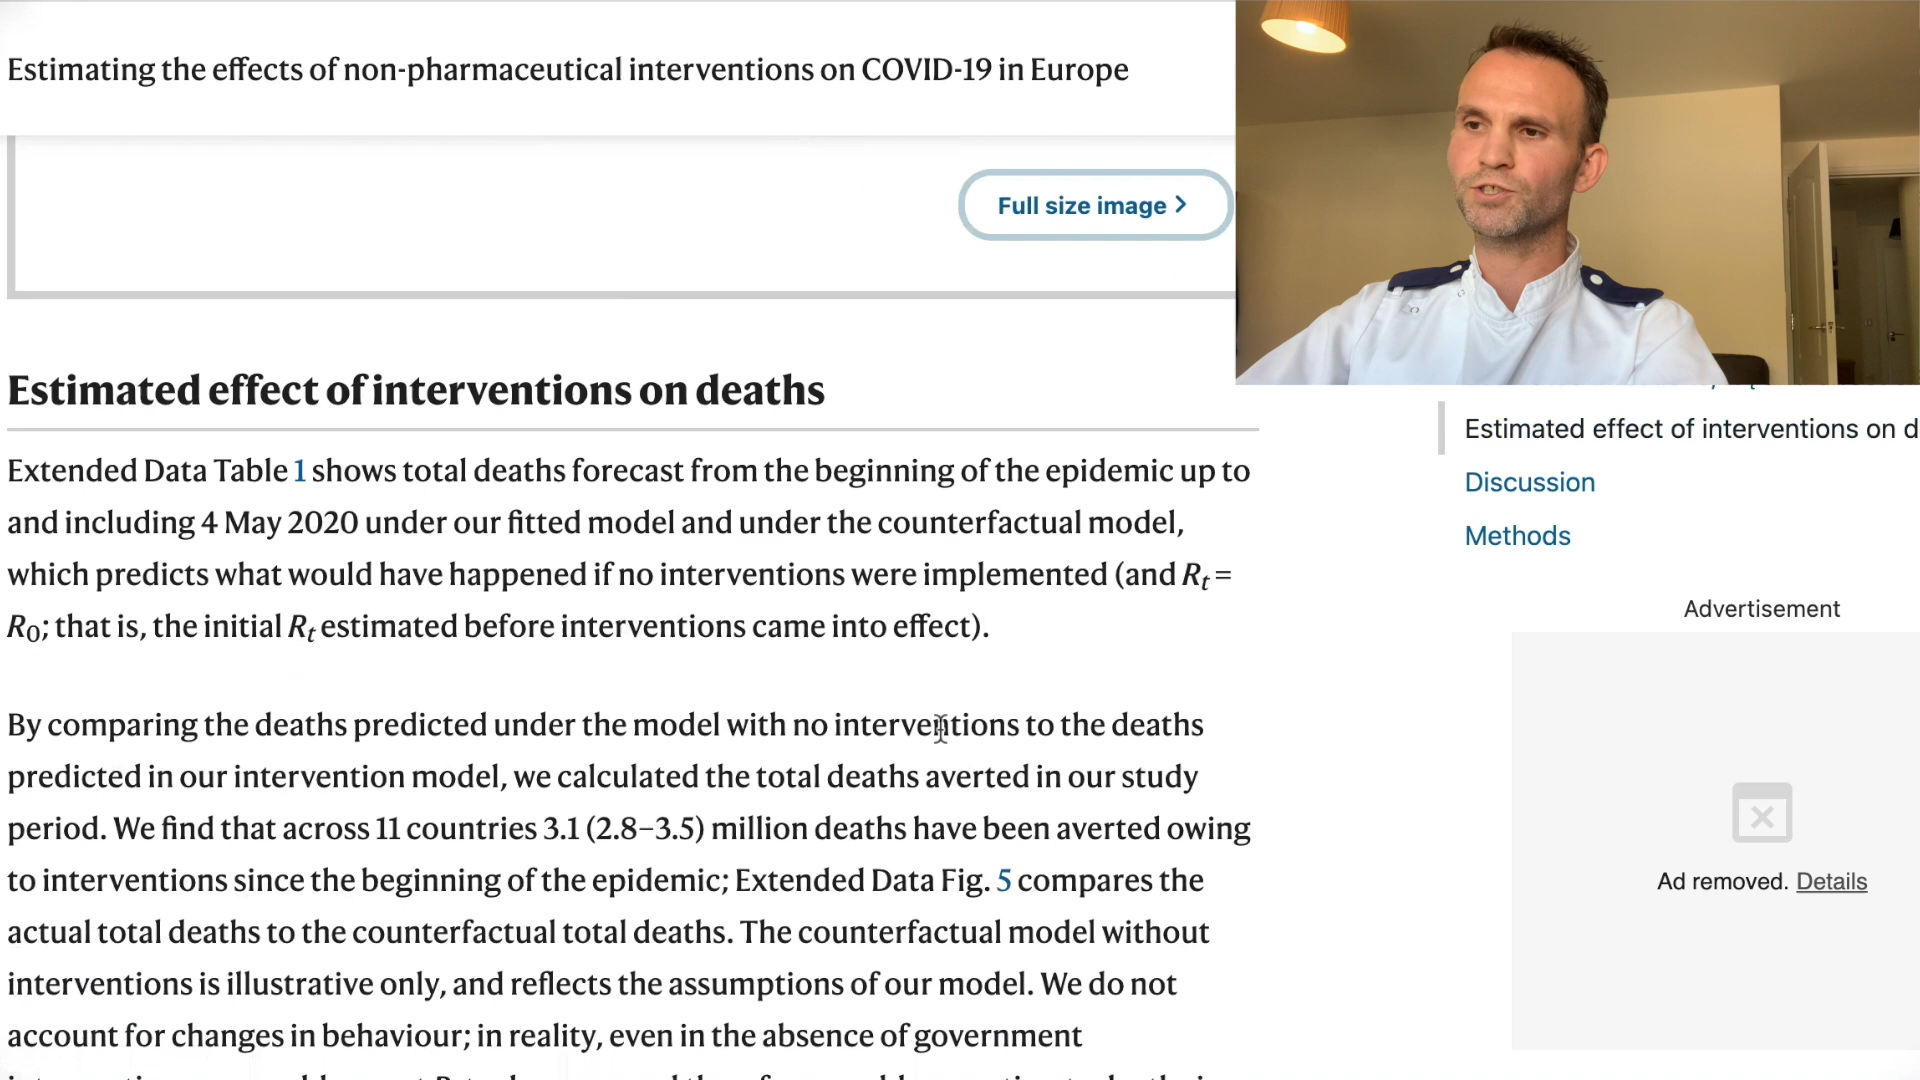 Estimating the effects of non-pharmaceutical interventions on COVID-19 in Europe
Full size image
Estimated effect of interventions on deaths
Extended Data Table 1 shows total deaths forecast from the beginning of the epidemic up to
and including 4 May 2020 under our fitted model and under the counterfactual model,
which predicts what would have happened if no interventions were implemented (and Rt =
R0; that is, the initial Rt estimated before interventions came into effect).
By comparing the deaths predicted under the model with no interventions to the deaths
predicted in our intervention model, we calculated the total deaths averted in our study
period. We find that across 11 countries 3.1 (2.8–3.5) million deaths have been averted owing
to interventions since the beginning of the epidemic; Extended Data Fig. 5 compares the
actual total deaths to the counterfactual total deaths. The counterfactual model without
interventions is illustrative only, and reflects the assumptions of our model. We do not
account for changes in behaviour; in reality, even in the absence of government
Estimated effect of interventions on d
Discussion
Methods
Advertisement
Ad removed. Details